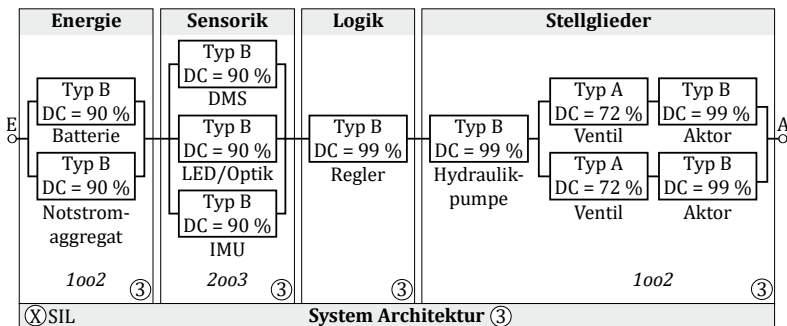 Energie
Sensorik
Logik
Stellglieder
Typ B
DC = 90 %
Batterie
Typ B
DC = 90 %
Notstrom-
aggregat
1oo2
③
Typ B
DC = 90 %
DMS
Typ B
DC = 90 %
LED/Optik
Typ B
DC = 90 %
IMU
2oo3
③
Typ B
DC = 99 %
Regler
③
Typ B
DC = 99 %
Hydraulik-
pumpe
Typ A
DC = 72 %
Ventil
Typ B
DC = 99 %
Aktor
Typ A
DC = 72 %
Ventil
Typ B
DC = 99 %
Aktor
1oo2
③
E
A
Ⓧ SIL
System Architektur ③